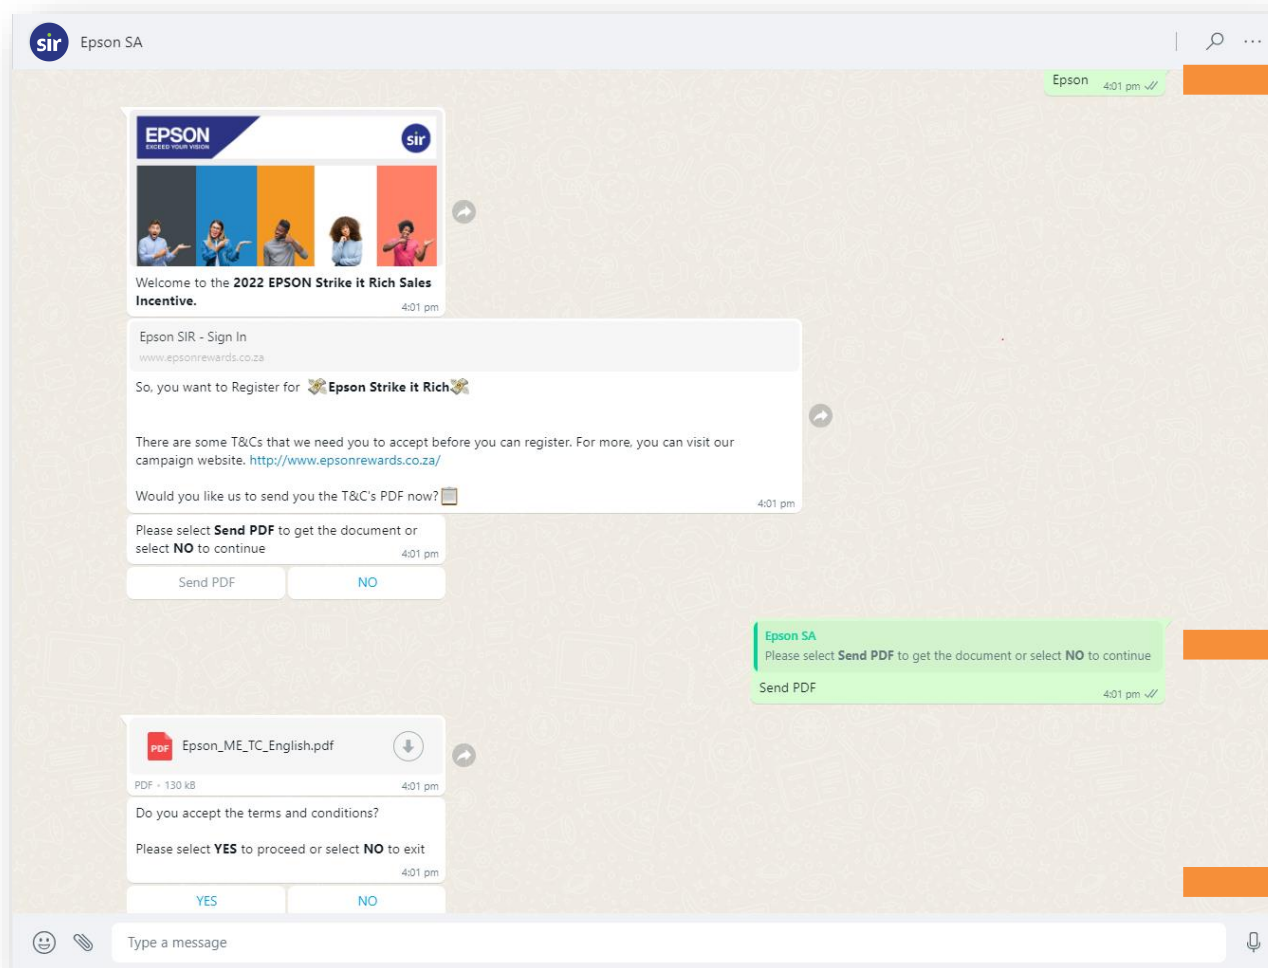 sir
Epson SA
Epson
4:01 pm
EPSON
EXCEED YOUR VISION
sir
Welcome to the 2022 EPSON Strike it Rich Sales
Incentive.
4:01 pm
Epson SIR - Sign In
www.epsonrewards.co.za
So, you want to Register for 💸Epson Strike it Rich💸
There are some T&Cs that we need you to accept before you can register. For more, you can visit our
campaign website. http://www.epsonrewards.co.za/
Would you like us to send you the T&C's PDF now?📋
4:01 pm
Please select Send PDF to get the document or
select NO to continue
4:01 pm
Send PDF
NO
Epson SA
Please select Send PDF to get the document or select NO to continue
Send PDF
4:01 pm
PDF
Epson_ME_TC_English.pdf
PDF • 130 kB
4:01 pm
Do you accept the terms and conditions?
Please select YES to proceed or select NO to exit
4:01 pm
YES
NO
Type a message